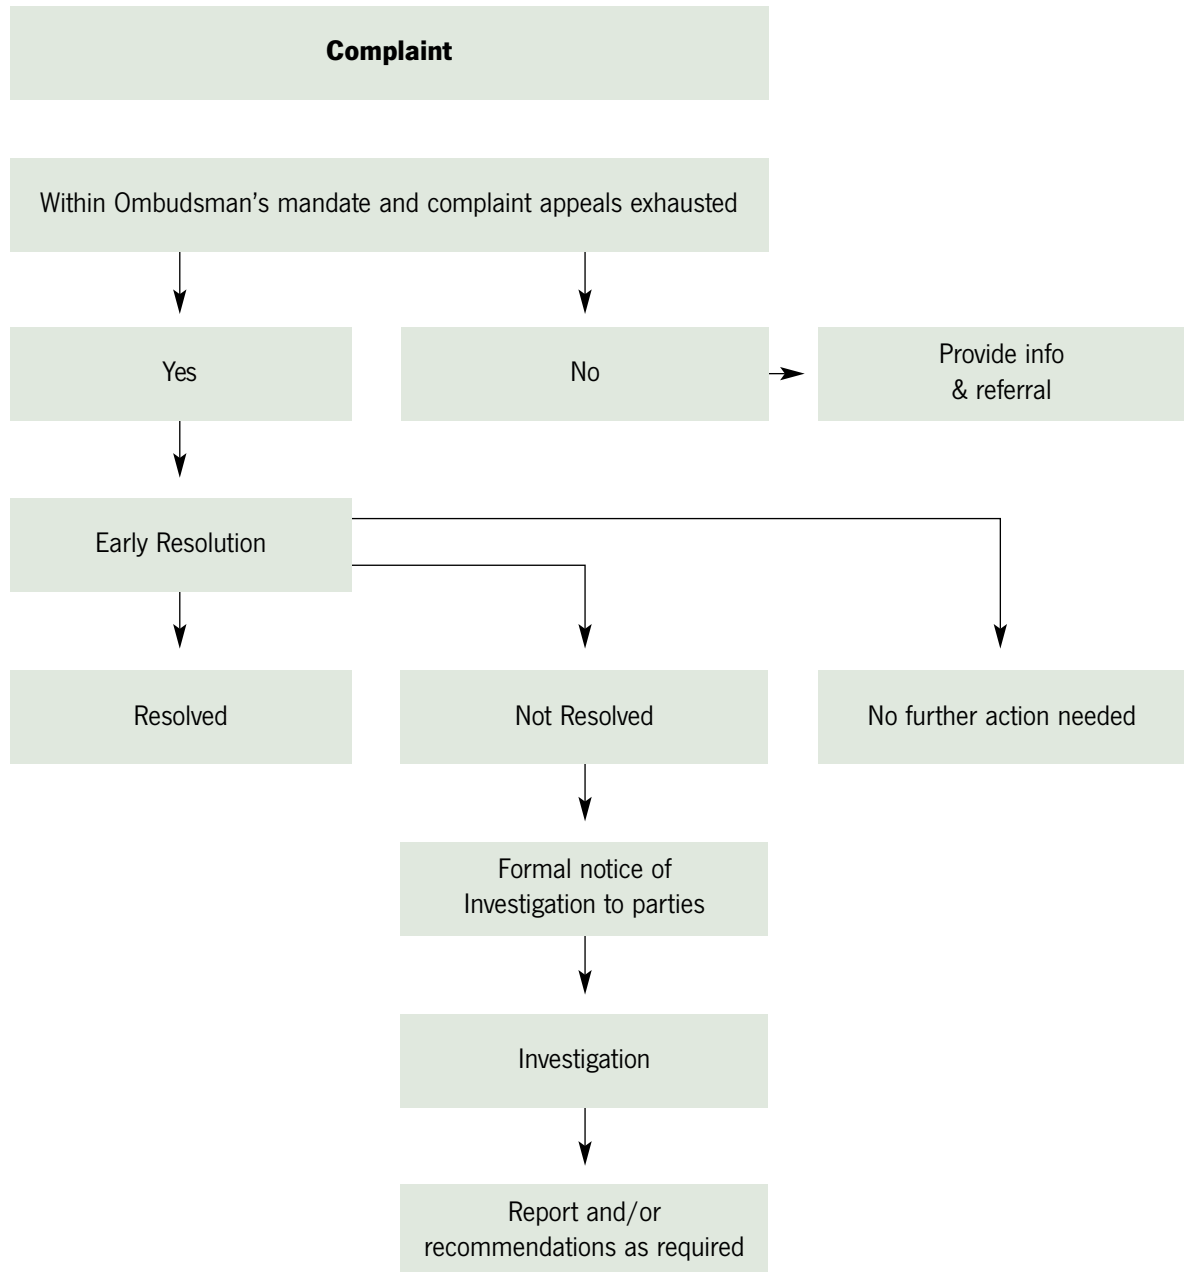 Complaint
Within Ombudsman’s mandate and complaint appeals exhausted
Yes
No
Provide info
& referral
Early Resolution
Resolved
Not Resolved
No further action needed
Formal notice of
Investigation to parties
Investigation
Report and/or
recommendations as required